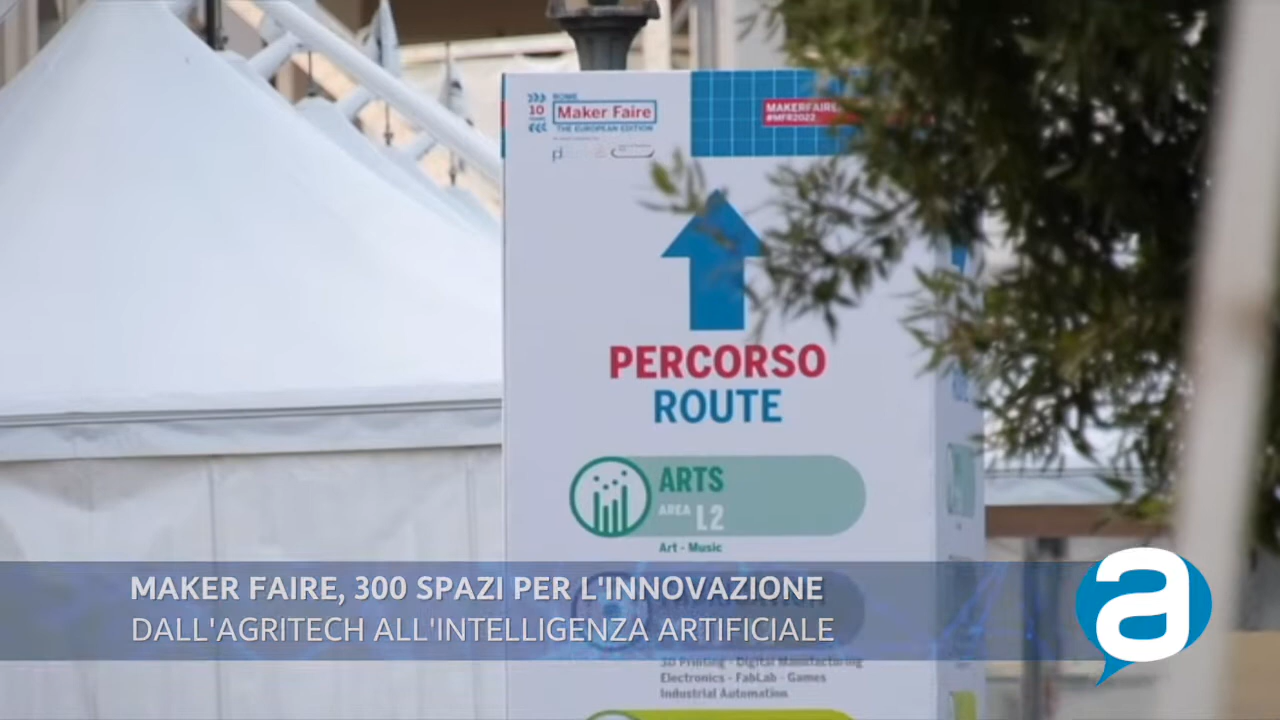 ROME
10
Maker Faire
THE EUROPEAN EDITION
MAKERFAIRE
#MFR2022
PERCORSO
ROUTE
ARTS
AREA L2
Art - Music
MAKER FAIRE, 300 SPAZI PER L'INNOVAZIONE
DALL'AGRITECH ALL'INTELLIGENZA ARTIFICIALE
a
3D Printing - Digital Manufacturing
Electronics - FabLab - Games
Industrial Automation